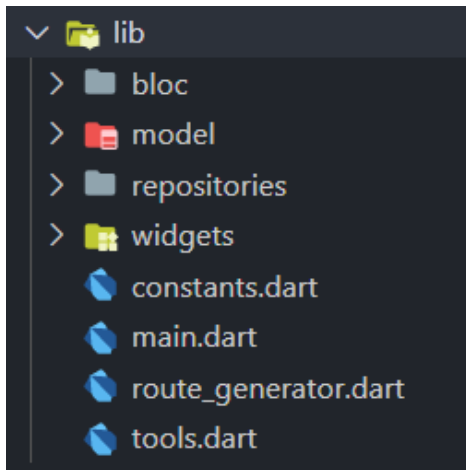 lib
bloc
model
repositories
widgets
constants.dart
main.dart
route_generator.dart
tools.dart